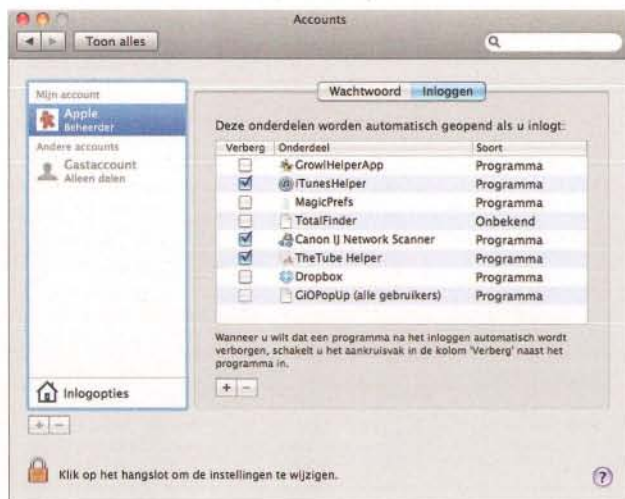 Accounts
Toon alles
Mijn account
Apple
Beheerder
Andere accounts
Gastaccount
Alleen delen
Wachtwoord Inloggen
Deze onderdelen worden automatisch geopend als u inlogt:
Verberg Onderdeel Soort
GrowlHelperApp Programma
iTunesHelper Programma
MagicPrefs Programma
TotalFinder Onbekend
Canon IJ Network Scanner Programma
TheTube Helper Programma
Dropbox Programma
GiOPopUp (alle gebruikers) Programma
Wanneer u wilt dat een programma na het inloggen automatisch wordt
verborgen, schakelt u het aankruisvak in de kolom 'Verberg' naast het
programma in.
+ -
Inlogopties
+ -
Klik op het hangslot om de instellingen te wijzigen.
?